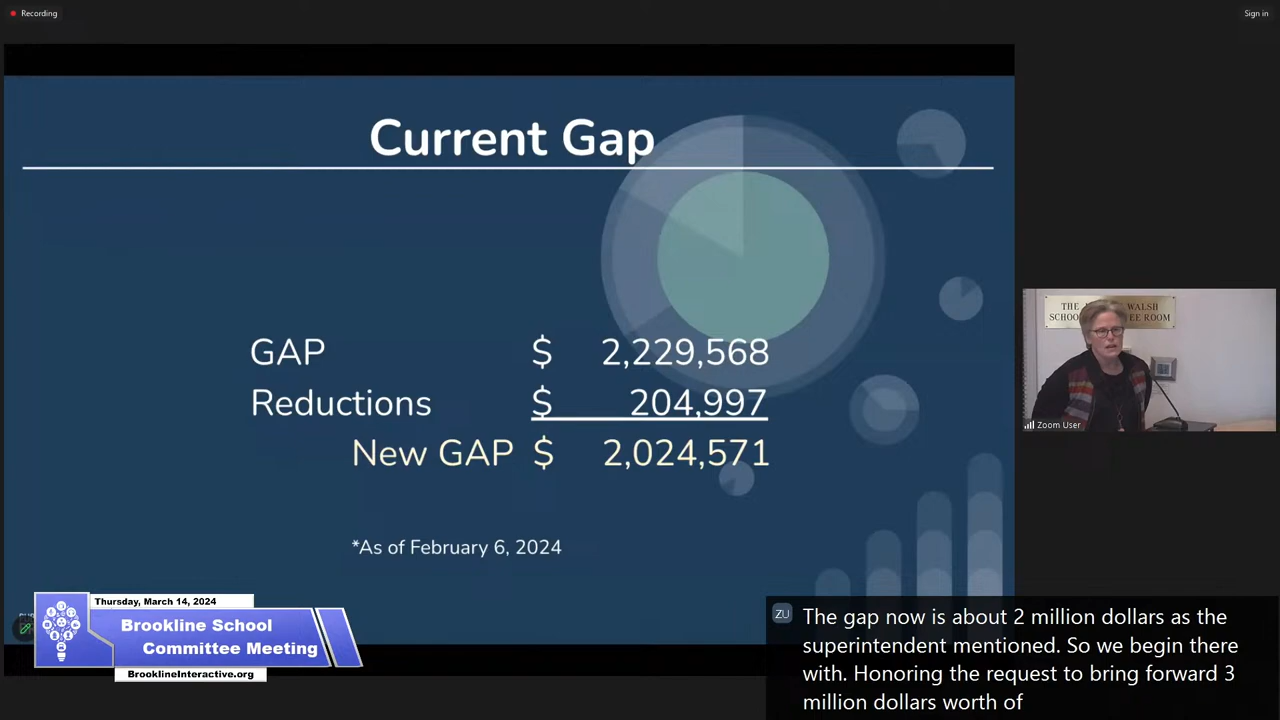 Recording
Sign in
Current Gap
GAP $ 2,229,568
Reductions $ 204,997
New GAP $ 2,024,571
*As of February 6, 2024
THE WALSH
SCHOOL ROOM
Zoom User
Thursday, March 14, 2024
Brookline School
Committee Meeting
BrooklineInteractive.org
ZU
The gap now is about 2 million dollars as the
superintendent mentioned. So we begin there
with. Honoring the request to bring forward 3
million dollars worth of